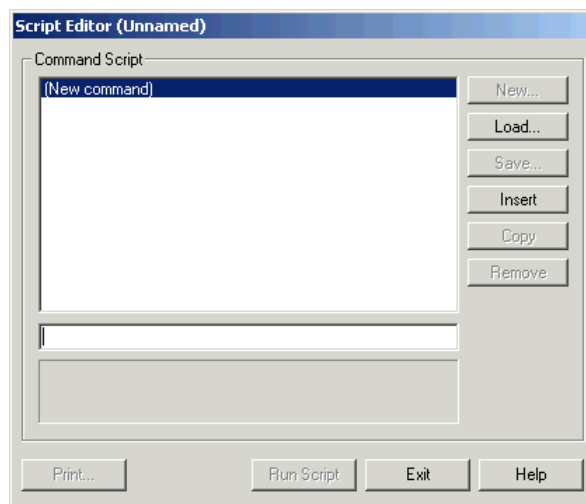 Script Editor (Unnamed)
Command Script
(New command)
New...
Load...
Save...
Insert
Copy
Remove
Print...
Run Script
Exit
Help